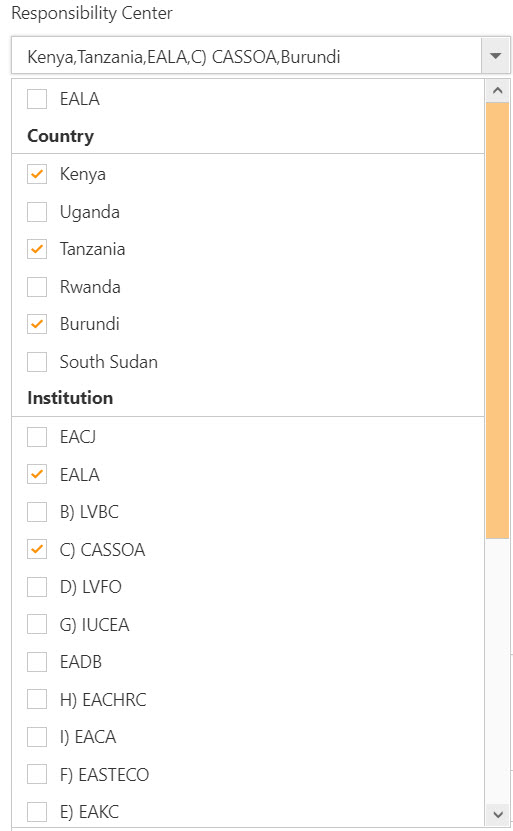 Responsibility Center
Kenya,Tanzania,EALA,C) CASSOA,Burundi
EALA
Country
Kenya
Uganda
Tanzania
Rwanda
Burundi
South Sudan
Institution
EACJ
EALA
B) LVBC
C) CASSOA
D) LVFO
G) IUCEA
EADB
H) EACHRC
I) EACA
F) EASTECO
E) EAKC